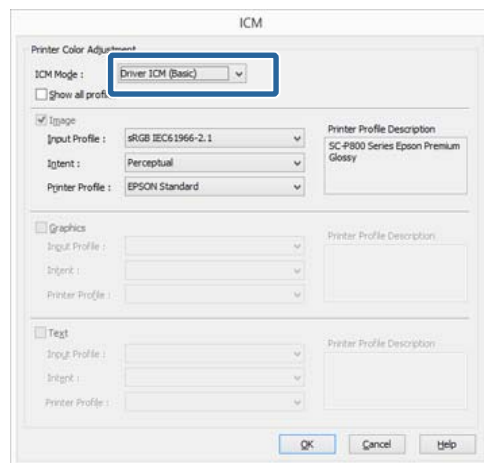 ICM
Printer Color Adjustment
ICM Mode : Driver ICM (Basic)
Show all profi
Image
Input Profile : sRGB IEC61966-2.1
Intent : Perceptual
Printer Profile : EPSON Standard
Printer Profile Description
SC-P800 Series Epson Premium
Glossy
Graphics
Input Profile :
Intent :
Printer Profile :
Printer Profile Description
Text
Input Profile :
Intent :
Printer Profile :
Printer Profile Description
OK Cancel Help